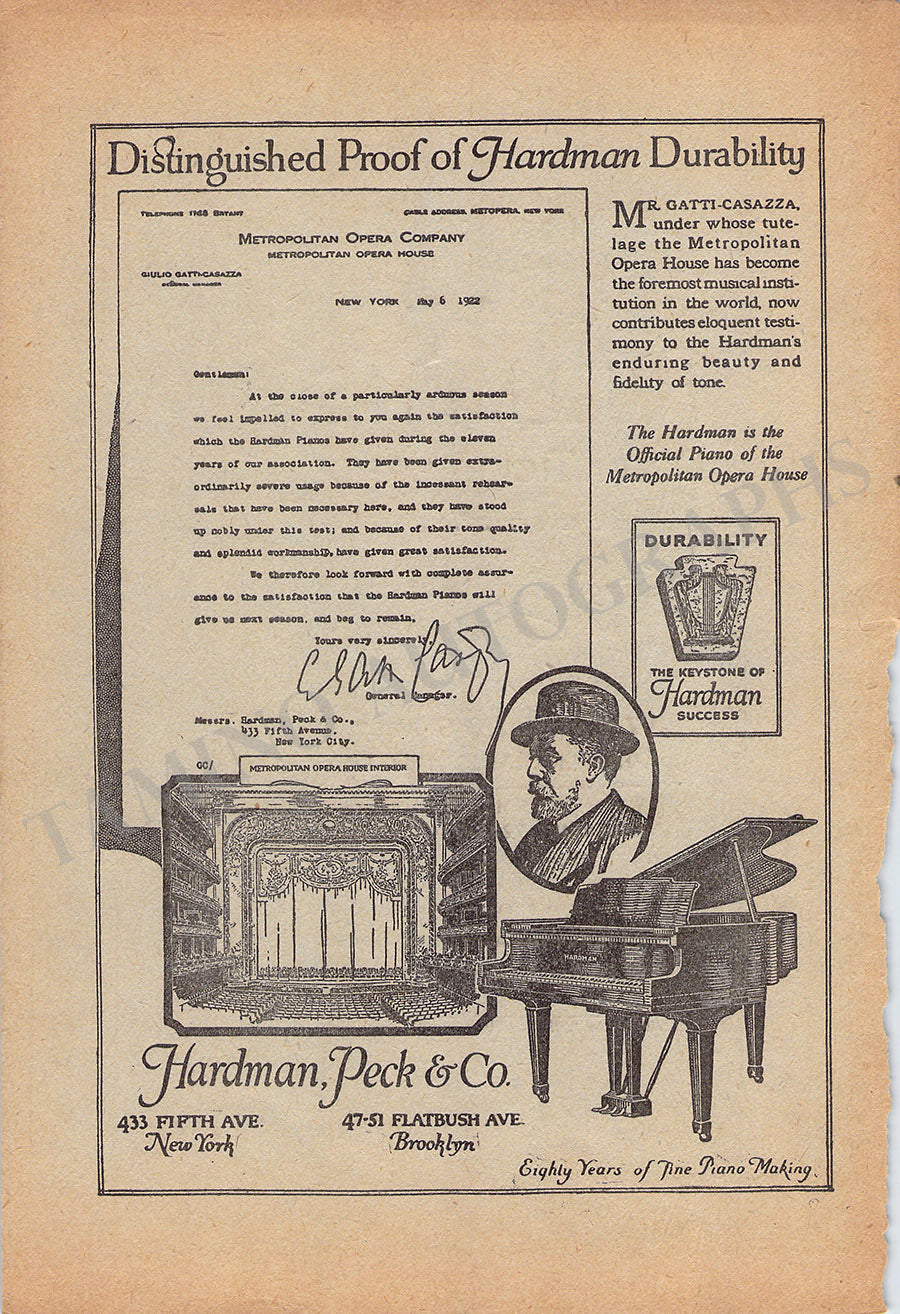 Distinguished Proof of Hardman Durability
TELEPHONE 1168 BRYANT
CABLE ADDRESS, METOPERA, NEW YORK
METROPOLITAN OPERA COMPANY
METROPOLITAN OPERA HOUSE
GIULIO GATTI-CASAZZA
GENERAL MANAGER
NEW YORK May 6 1922
Gentlemen:
At the close of a particularly arduous season
we feel impelled to express to you again the satisfaction
which the Hardman Pianos have given during the eleven
years of our association. They have been given extra-
ordinarily severe usage because of the incessant rehear-
sals that have been necessary here, and they have stood
up nobly under this test; and because of their tone quality
and splendid workmanship, have given great satisfaction.
We therefore look forward with complete assur-
ance to the satisfaction that the Hardman Pianos will
give us next season, and beg to remain,
Yours very sincerely,
General Manager.
Messrs. Hardman, Peck & Co.,
433 Fifth Avenue,
New York City.
GC/
MR. GATTI-CASAZZA,
under whose tute-
lage the Metropolitan
Opera House has become
the foremost musical insti-
tution in the world, now
contributes eloquent testi-
mony to the Hardman's
enduring beauty and
fidelity of tone.
The Hardman is the
Official Piano of the
Metropolitan Opera House
DURABILITY
THE KEYSTONE OF
Hardman
SUCCESS
METROPOLITAN OPERA HOUSE INTERIOR
HARDMAN
Hardman, Peck & Co.
433 FIFTH AVE.
New York
47-51 FLATBUSH AVE.
Brooklyn
Eighty Years of Fine Piano Making.
TAMINO AUTOGRAPHS